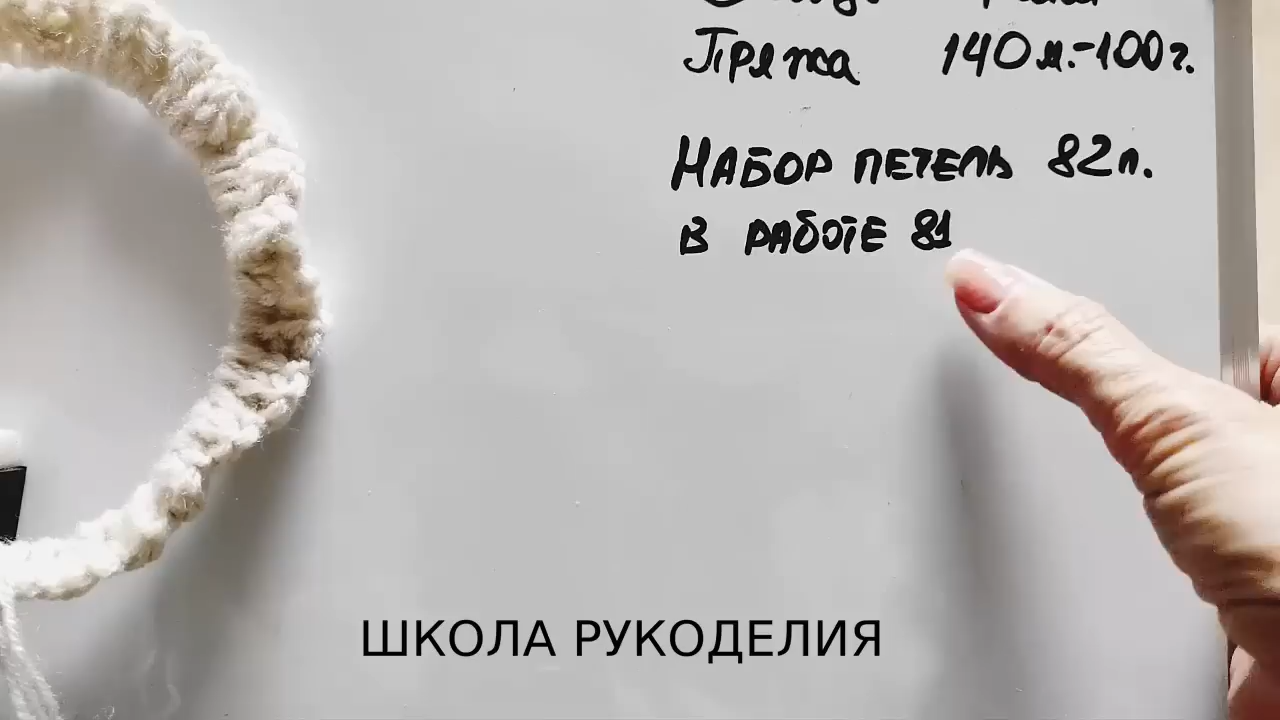 Пряжа 140м.-100г.
НАБОР ПЕТЕЛЬ 82п.
В РАБОТЕ 81
ШКОЛА РУКОДЕЛИЯ